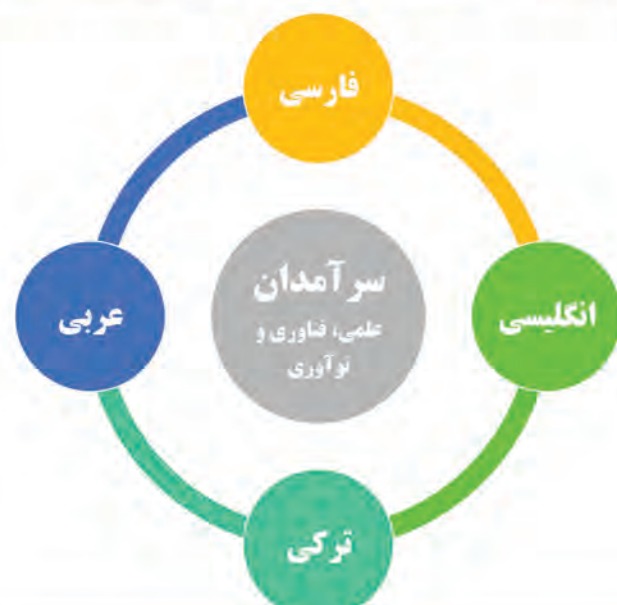 فارسی
سرآمدان
علمی، فناوری و
نوآوری
انگلیسی
عربی
ترکی